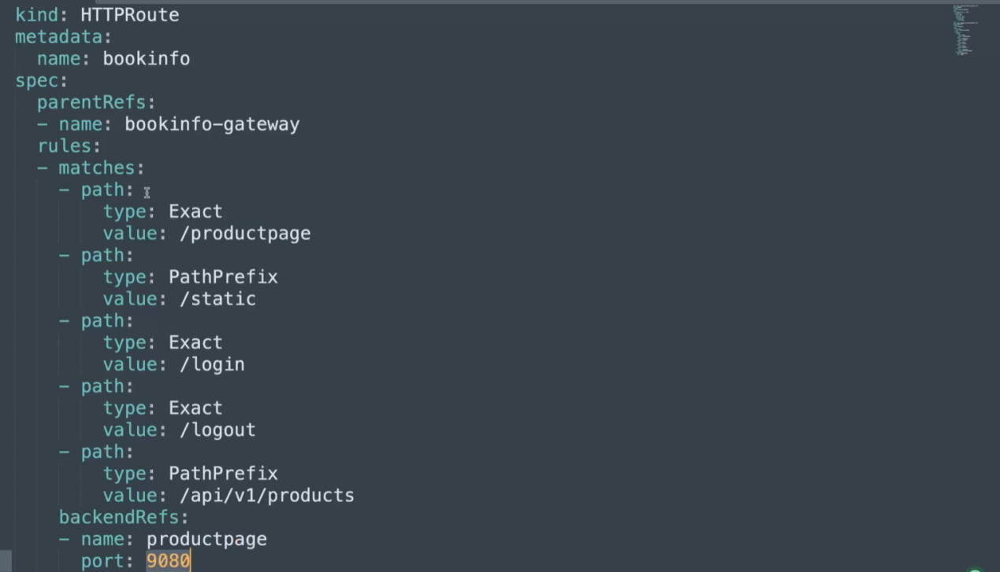 kind: HTTPRoute
metadata:
  name: bookinfo
spec:
  parentRefs:
  - name: bookinfo-gateway
  rules:
  - matches:
    - path:
        type: Exact
        value: /productpage
    - path:
        type: PathPrefix
        value: /static
    - path:
        type: Exact
        value: /login
    - path:
        type: Exact
        value: /logout
    - path:
        type: PathPrefix
        value: /api/v1/products
    backendRefs:
    - name: productpage
      port: 9080